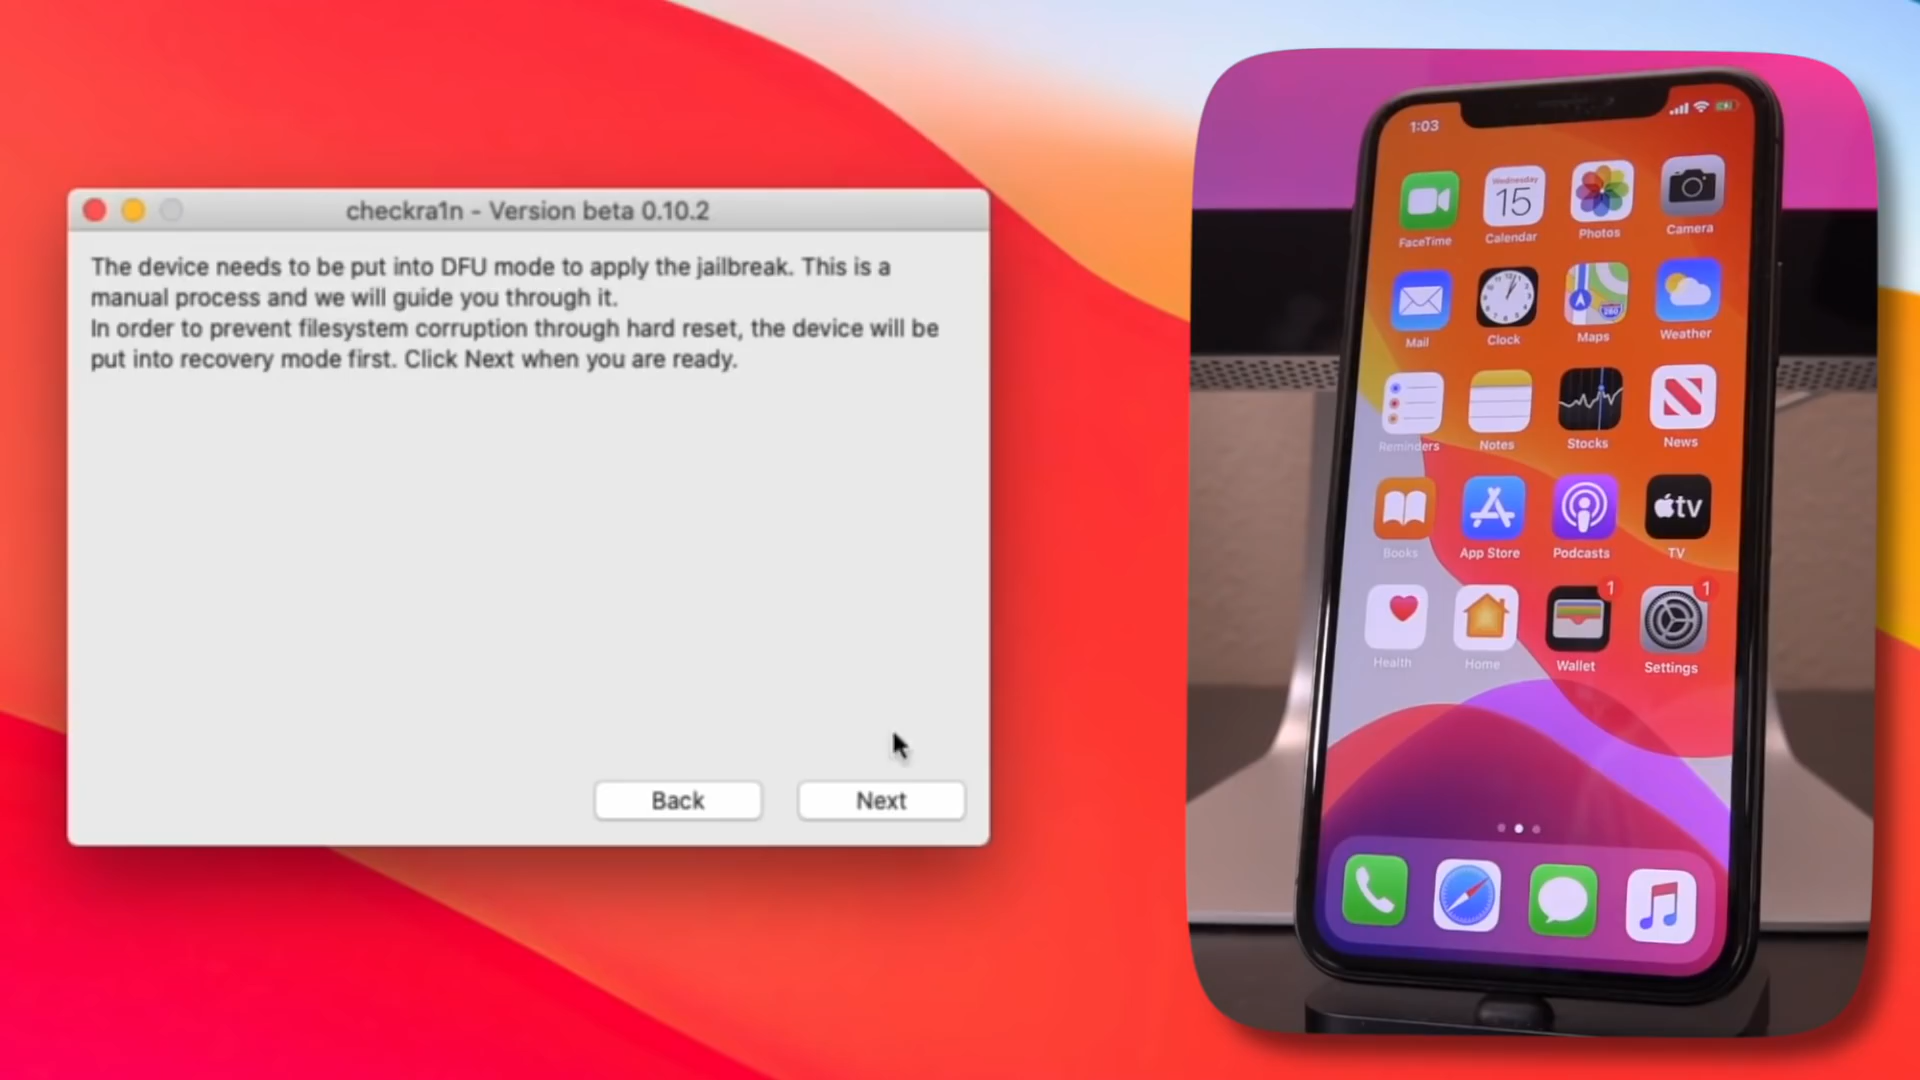 checkra1n - Version beta 0.10.2
The device needs to be put into DFU mode to apply the jailbreak. This is a
manual process and we will guide you through it.
In order to prevent filesystem corruption through hard reset, the device will be
put into recovery mode first. Click Next when you are ready.
Back
Next
1:03
Wednesday
15
FaceTime
Calendar
Photos
Camera
Mail
Clock
Maps
Weather
Reminders
Notes
Stocks
News
tv
Books
App Store
Podcasts
TV
1
1
Health
Home
Wallet
Settings